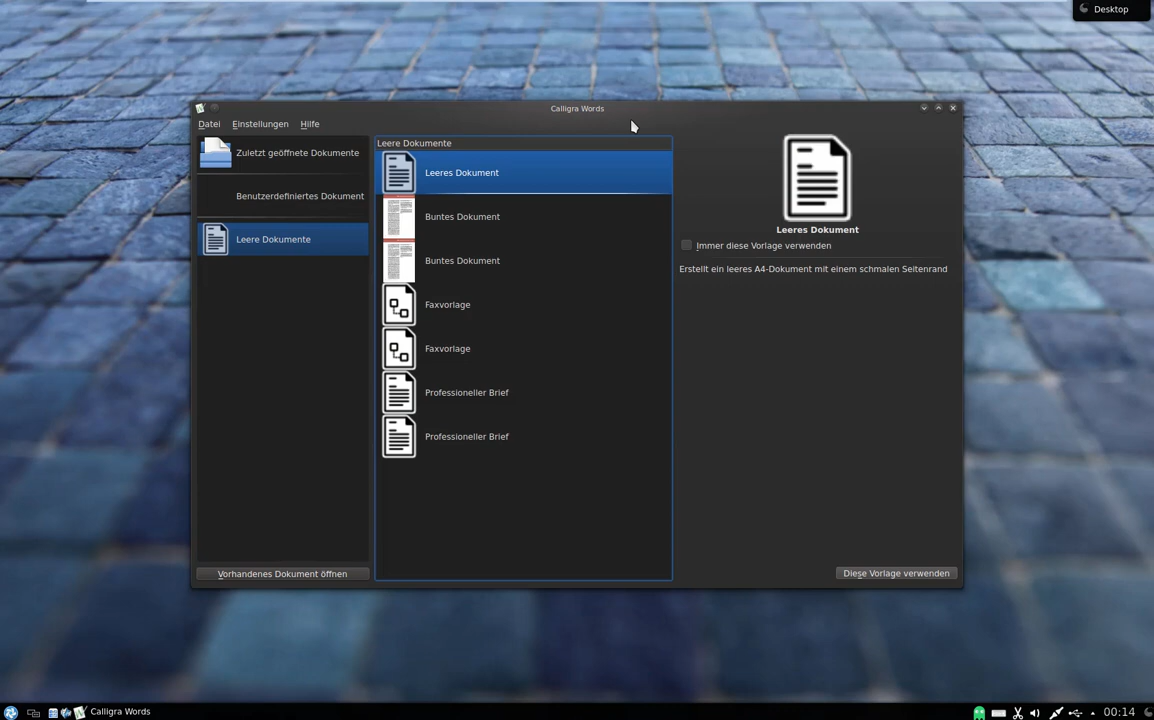 Desktop
Calligra Words
Datei Einstellungen Hilfe
Zuletzt geöffnete Dokumente
Benutzerdefiniertes Dokument
Leere Dokumente
Vorhandenes Dokument öffnen
Leere Dokumente
Leeres Dokument
Buntes Dokument
Buntes Dokument
Faxvorlage
Faxvorlage
Professioneller Brief
Professioneller Brief
Leeres Dokument
Immer diese Vorlage verwenden
Erstellt ein leeres A4-Dokument mit einem schmalen Seitenrand
Diese Vorlage verwenden
Calligra Words
00:14